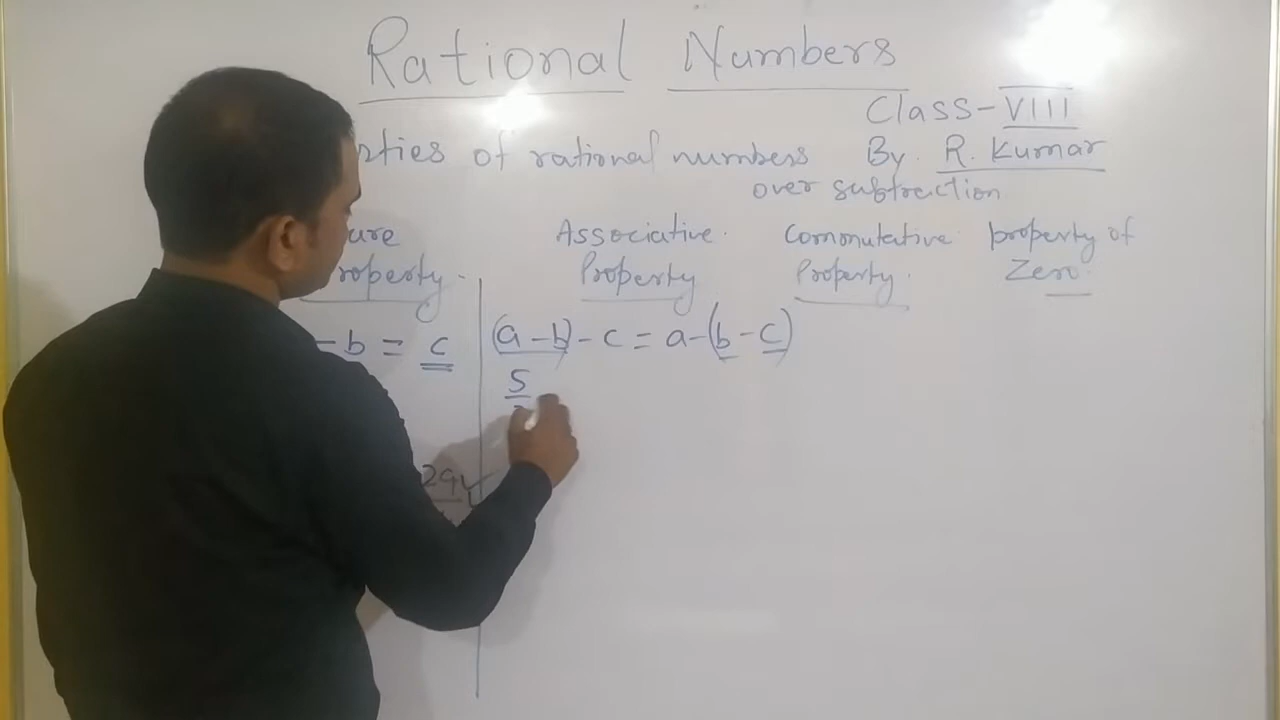 Rational Numbers
Class-VIII
By. R. Kumar
rties of rational numbers
over subtraction
ure
roperty.
Associative.
Property
Commutative.
Property.
property of
Zero.
- b = c
(a - b) - c = a - (b - c)
5
29